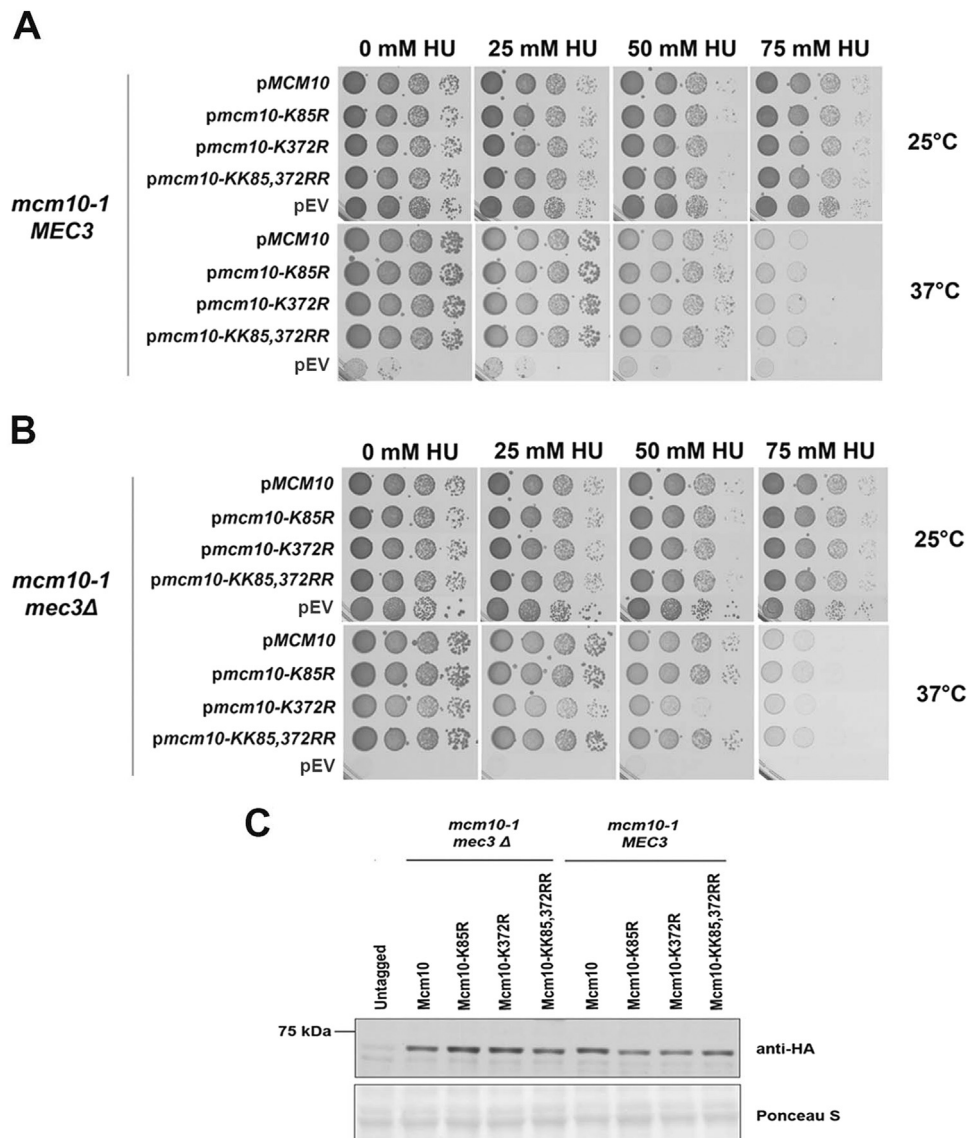 A
0 mM HU 25 mM HU 50 mM HU 75 mM HU
mcm10-1
MEC3
pMCM10
pmcm10-K85R
pmcm10-K372R
pmcm10-KK85,372RR
pEV
25°C
pMCM10
pmcm10-K85R
pmcm10-K372R
pmcm10-KK85,372RR
pEV
37°C
B
0 mM HU 25 mM HU 50 mM HU 75 mM HU
mcm10-1
mec3Δ
pMCM10
pmcm10-K85R
pmcm10-K372R
pmcm10-KK85,372RR
pEV
25°C
pMCM10
pmcm10-K85R
pmcm10-K372R
pmcm10-KK85,372RR
pEV
37°C
C
mcm10-1
mec3 Δ
mcm10-1
MEC3
Untagged
Mcm10
Mcm10-K85R
Mcm10-K372R
Mcm10-KK85,372RR
Mcm10
Mcm10-K85R
Mcm10-K372R
Mcm10-KK85,372RR
75 kDa
anti-HA
Ponceau S